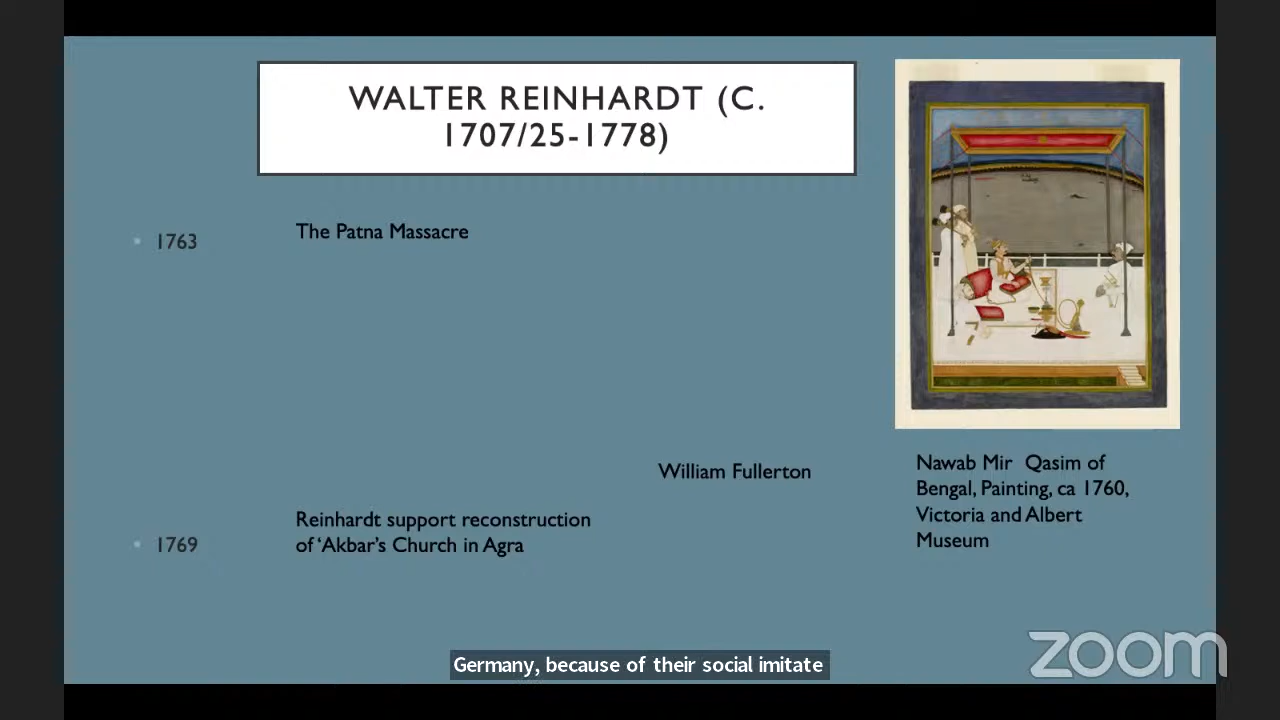 WALTER REINHARDT (C.
1707/25-1778)
• 1763
The Patna Massacre
William Fullerton
Nawab Mir Qasim of
Bengal, Painting, ca 1760,
Victoria and Albert
Museum
• 1769
Reinhardt support reconstruction
of ‘Akbar’s Church in Agra
Germany, because of their social imitate
zoom